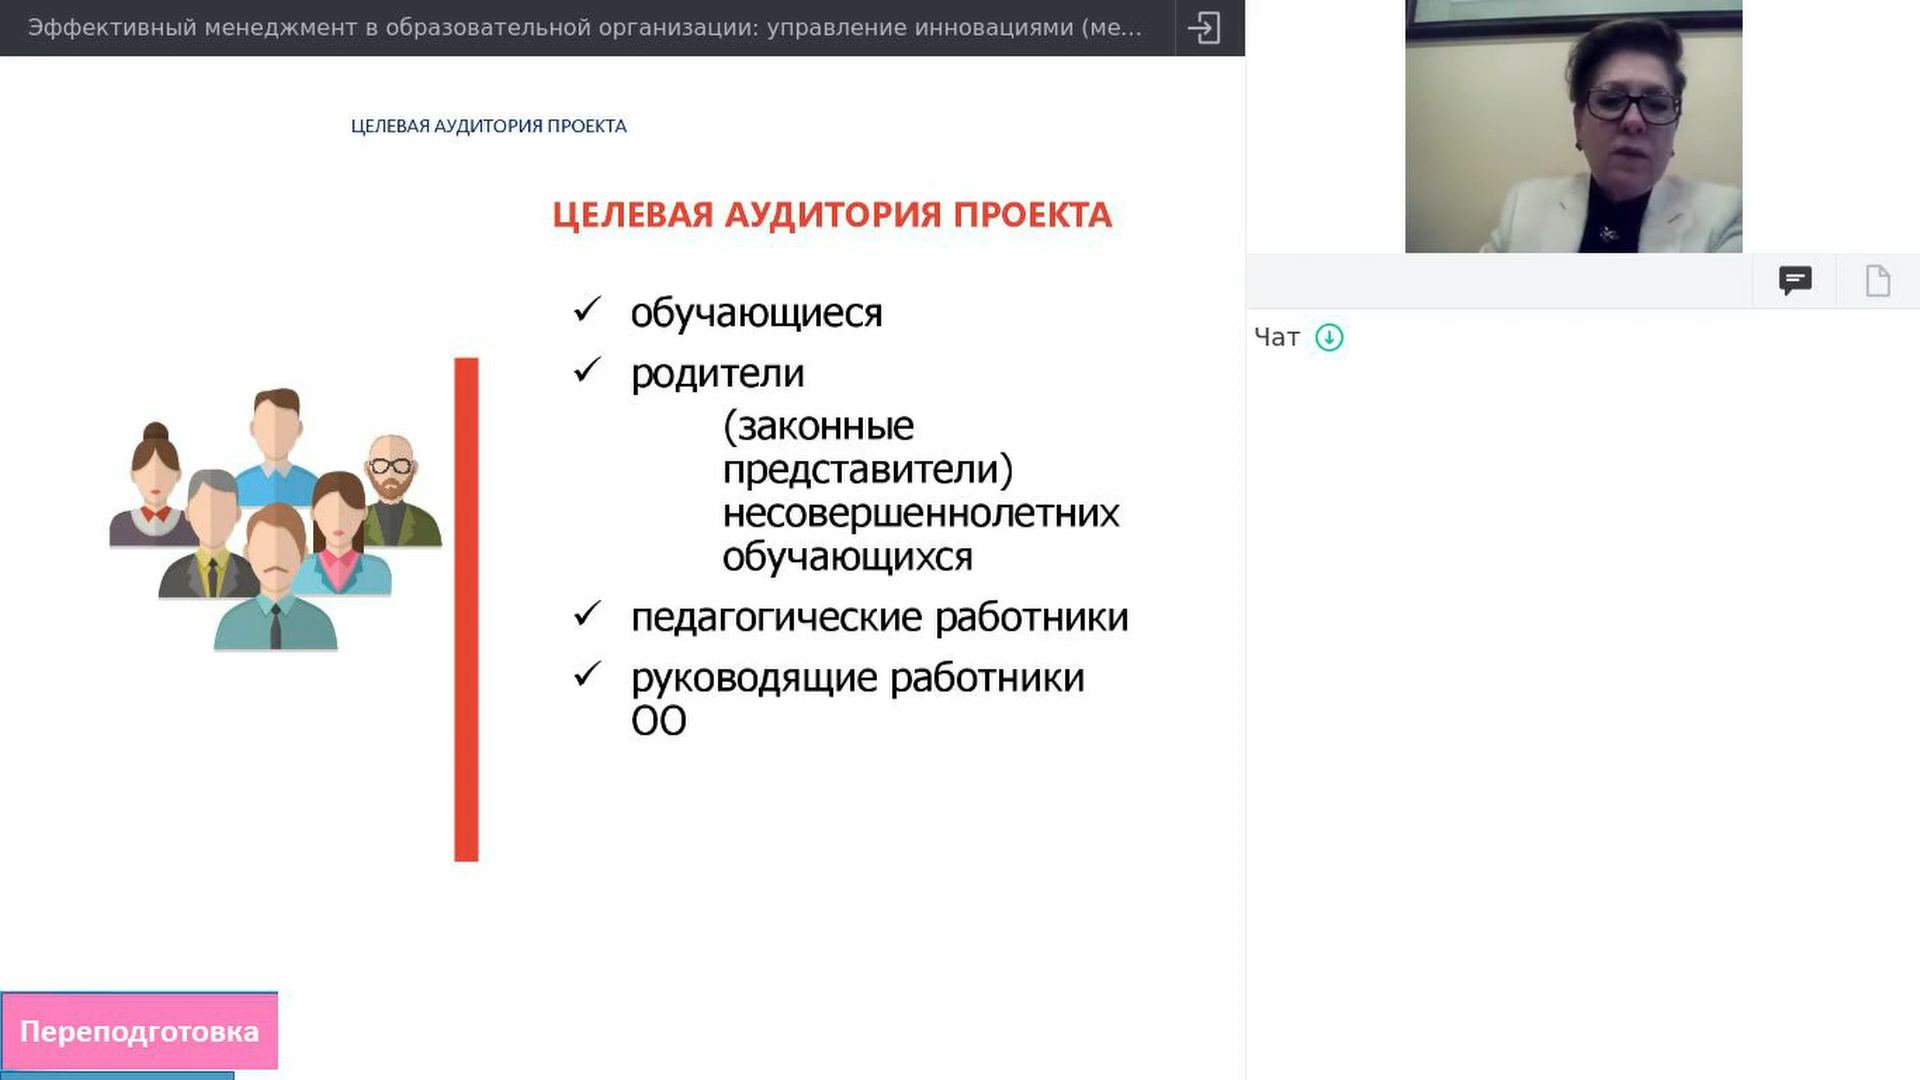 Эффективный менеджмент в образовательной организации: управление инновациями (ме...
ЦЕЛЕВАЯ АУДИТОРИЯ ПРОЕКТА
ЦЕЛЕВАЯ АУДИТОРИЯ ПРОЕКТА
✓ обучающиеся
✓ родители
(законные
представители)
несовершеннолетних
обучающихся
✓ педагогические работники
✓ руководящие работники
ОО
Чат
Переподготовка